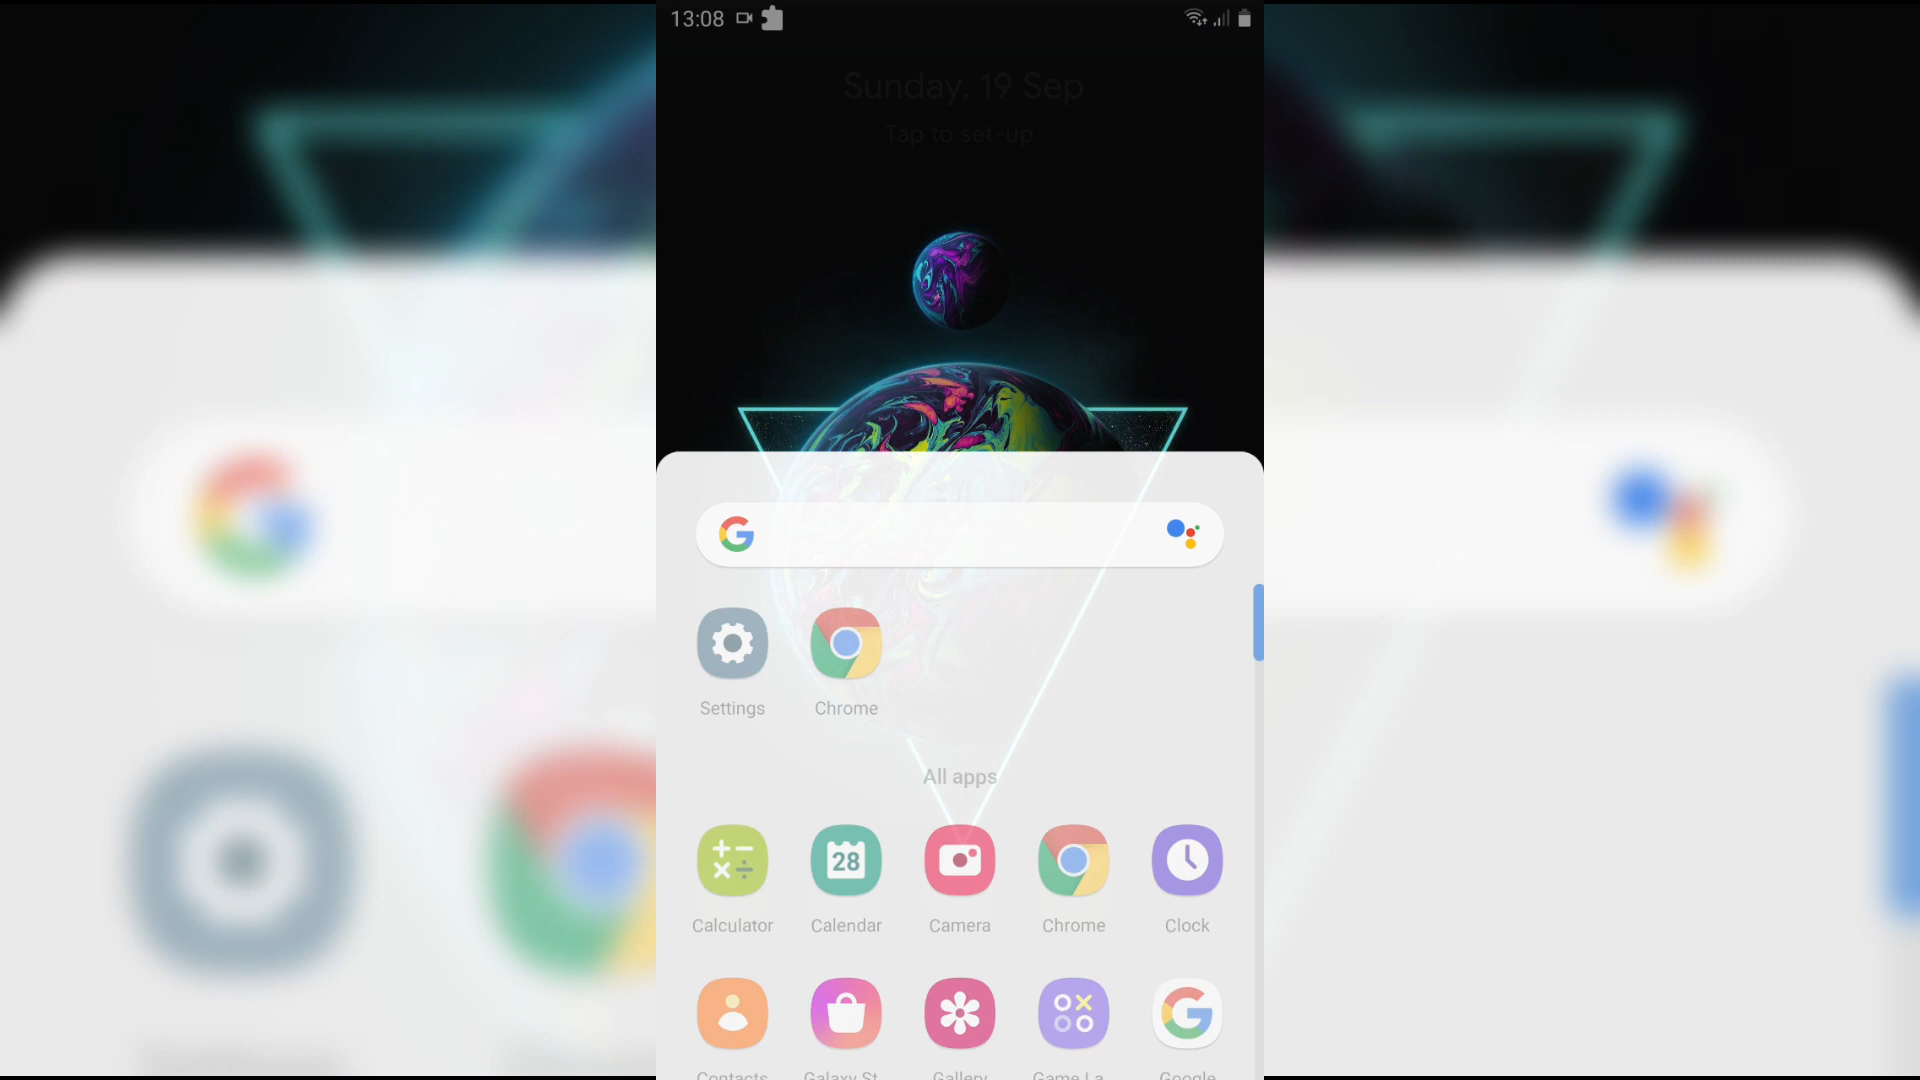 13:08
Sunday, 19 Sep
Tap to set-up
Settings Chrome
All apps
28
Calculator Calendar Camera Chrome Clock
Contacts Galaxy St... Gallery Game La... Google